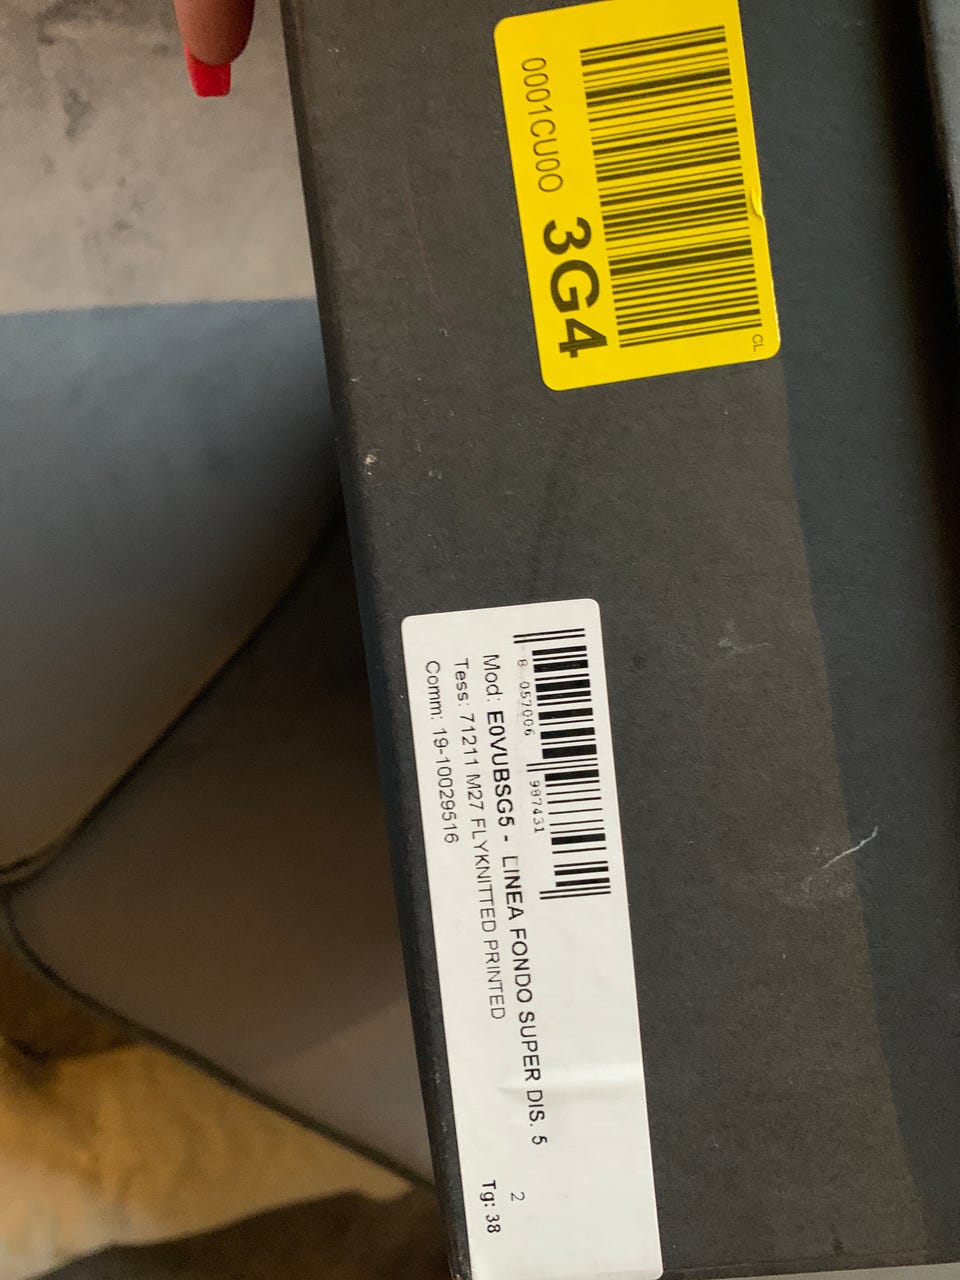 0001CU00
3G4
CL
8 057006 987431
Mod: E0VUBSG5 - LINEA FONDO SUPER DIS. 5
2
Tess: 71211 M27 FLYKNITTED PRINTED
Tg: 38
Comm: 19-10029516